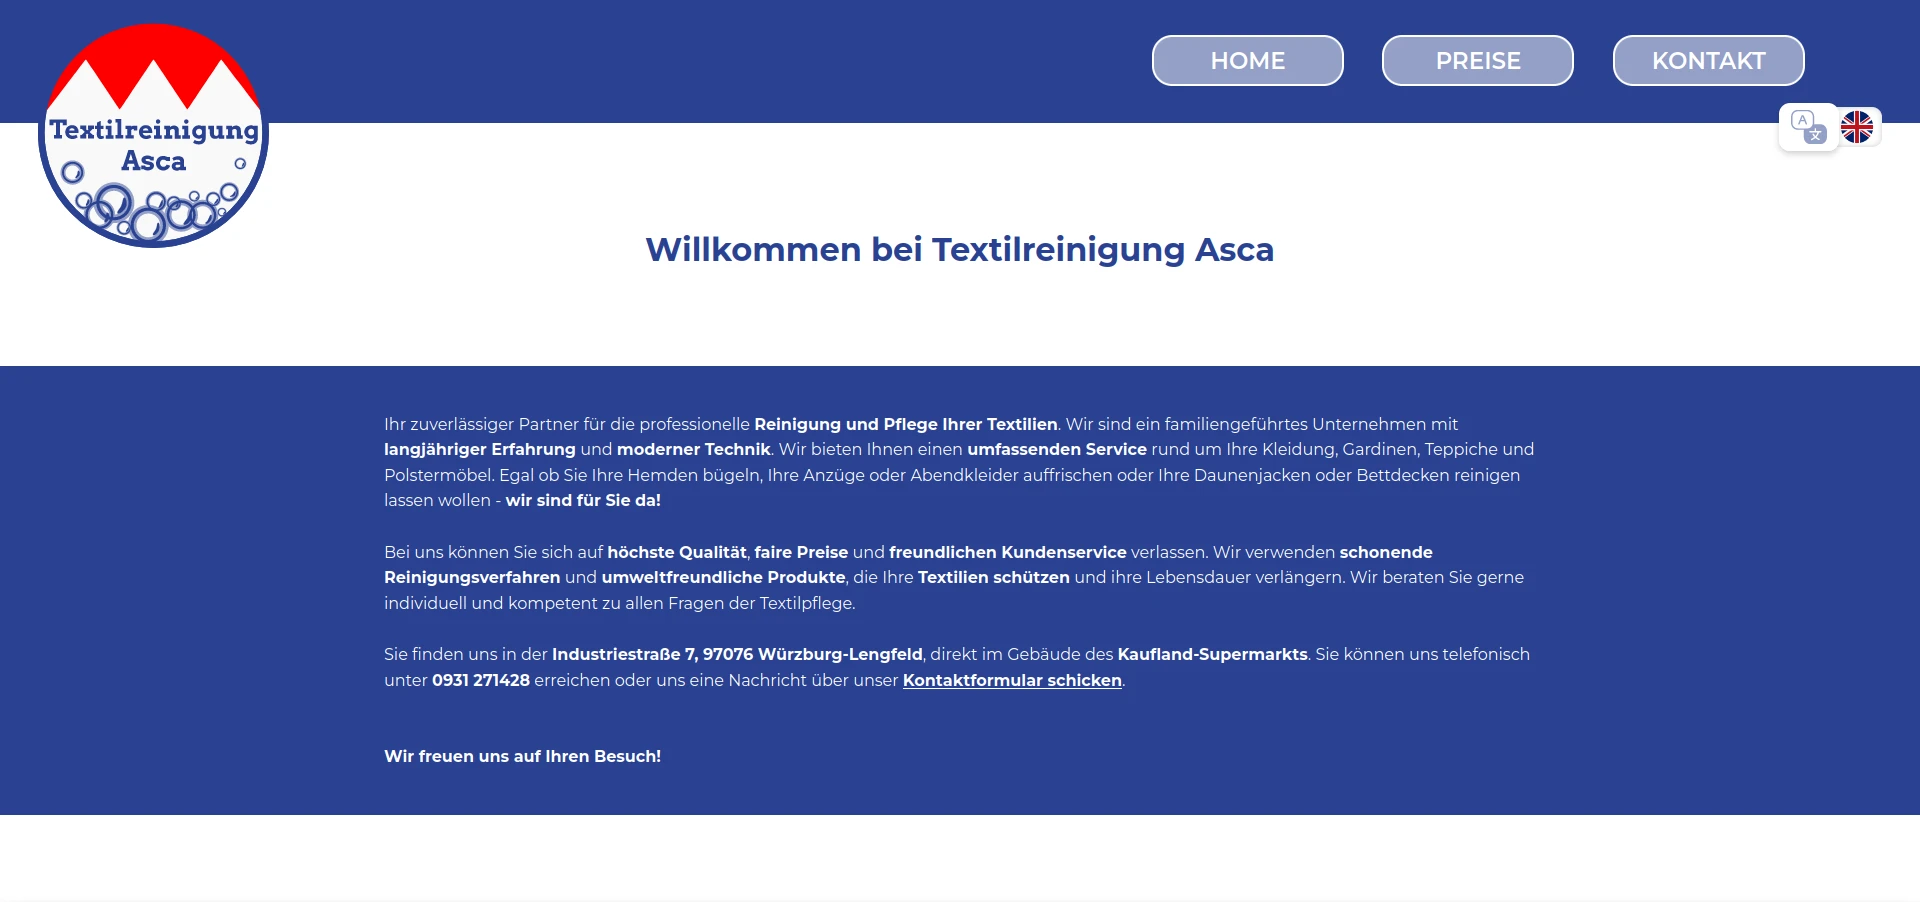 Textilreinigung
Asca
HOME
PREISE
KONTAKT
A
文
Willkommen bei Textilreinigung Asca
Ihr zuverlässiger Partner für die professionelle Reinigung und Pflege Ihrer Textilien. Wir sind ein familiengeführtes Unternehmen mit
langjähriger Erfahrung und moderner Technik. Wir bieten Ihnen einen umfassenden Service rund um Ihre Kleidung, Gardinen, Teppiche und
Polstermöbel. Egal ob Sie Ihre Hemden bügeln, Ihre Anzüge oder Abendkleider auffrischen oder Ihre Daunenjacken oder Bettdecken reinigen
lassen wollen - wir sind für Sie da!
Bei uns können Sie sich auf höchste Qualität, faire Preise und freundlichen Kundenservice verlassen. Wir verwenden schonende
Reinigungsverfahren und umweltfreundliche Produkte, die Ihre Textilien schützen und ihre Lebensdauer verlängern. Wir beraten Sie gerne
individuell und kompetent zu allen Fragen der Textilpflege.
Sie finden uns in der Industriestraße 7, 97076 Würzburg-Lengfeld, direkt im Gebäude des Kaufland-Supermarkts. Sie können uns telefonisch
unter 0931 271428 erreichen oder uns eine Nachricht über unser Kontaktformular schicken.
Wir freuen uns auf Ihren Besuch!